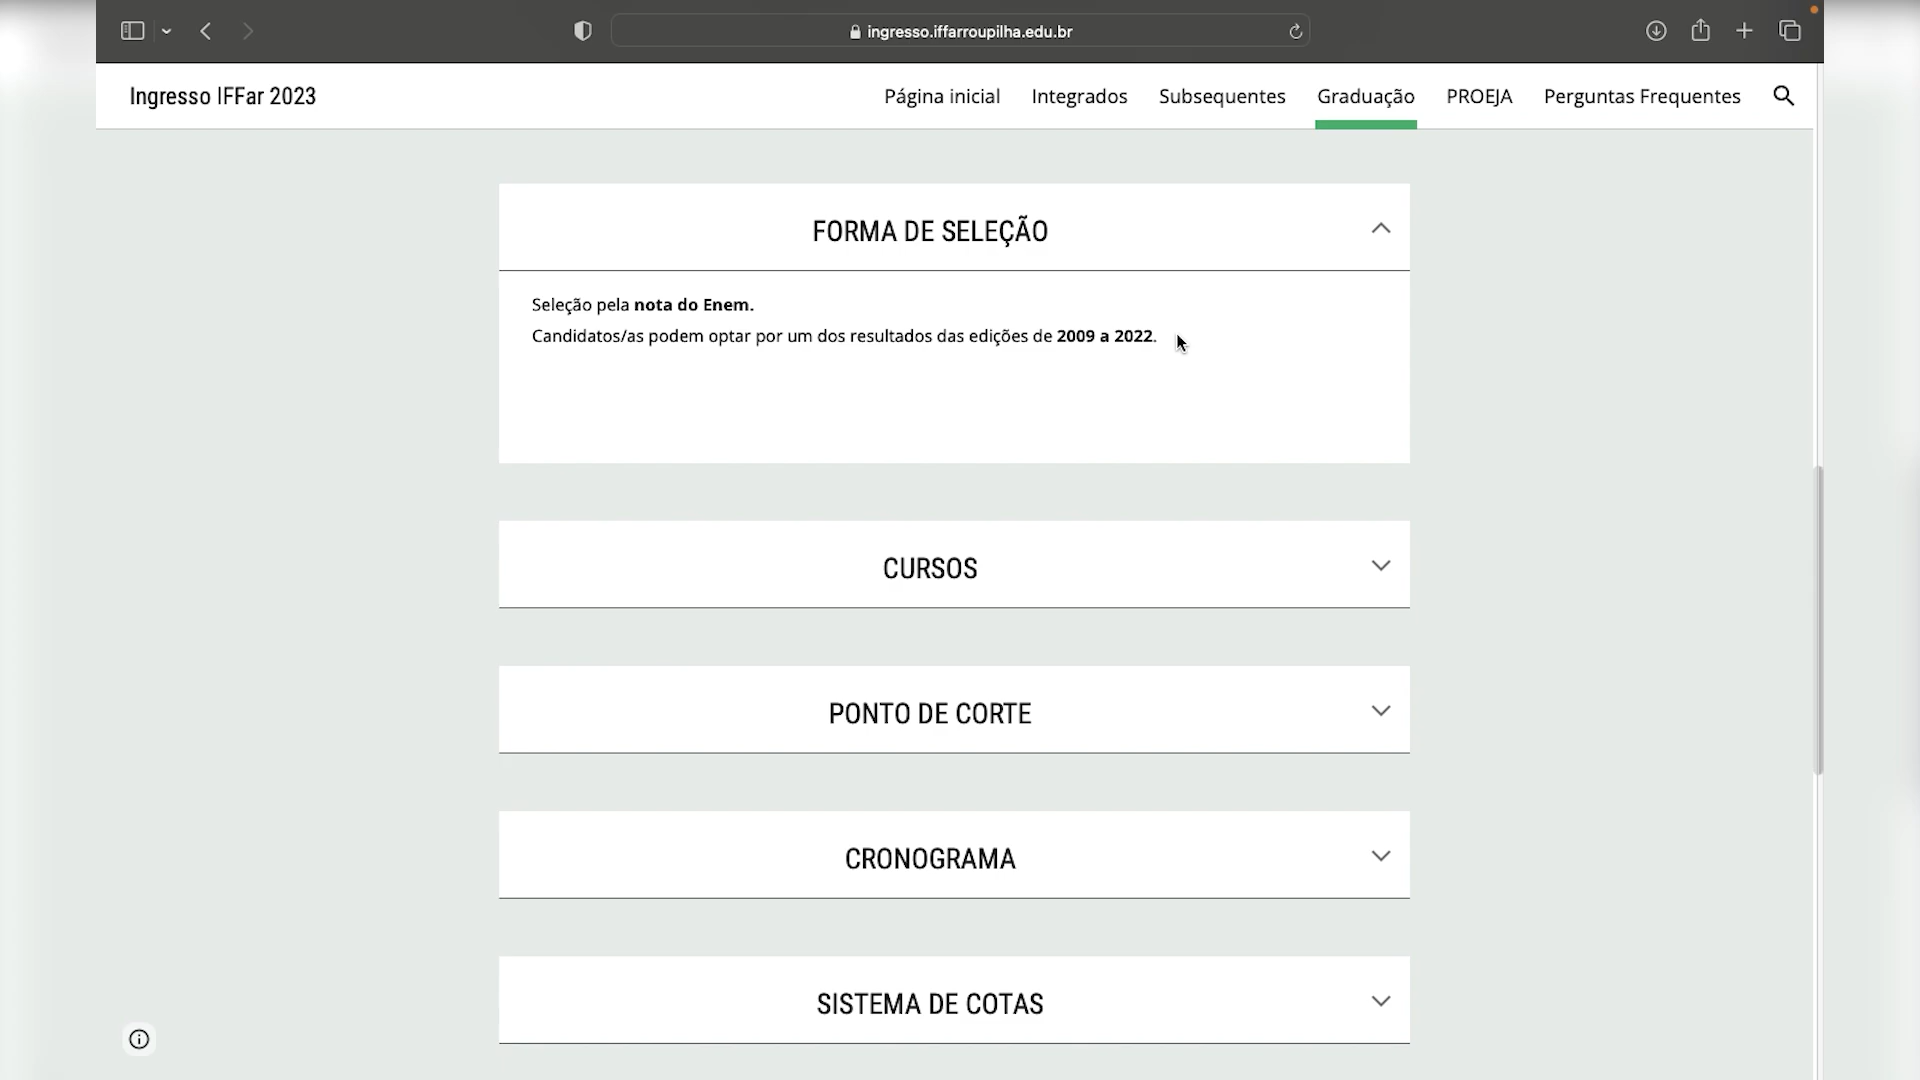 ingresso.iffarroupilha.edu.br
Ingresso IFFar 2023
Página inicial Integrados Subsequentes Graduação PROEJA Perguntas Frequentes
FORMA DE SELEÇÃO
Seleção pela nota do Enem.
Candidatos/as podem optar por um dos resultados das edições de 2009 a 2022.
CURSOS
PONTO DE CORTE
CRONOGRAMA
SISTEMA DE COTAS